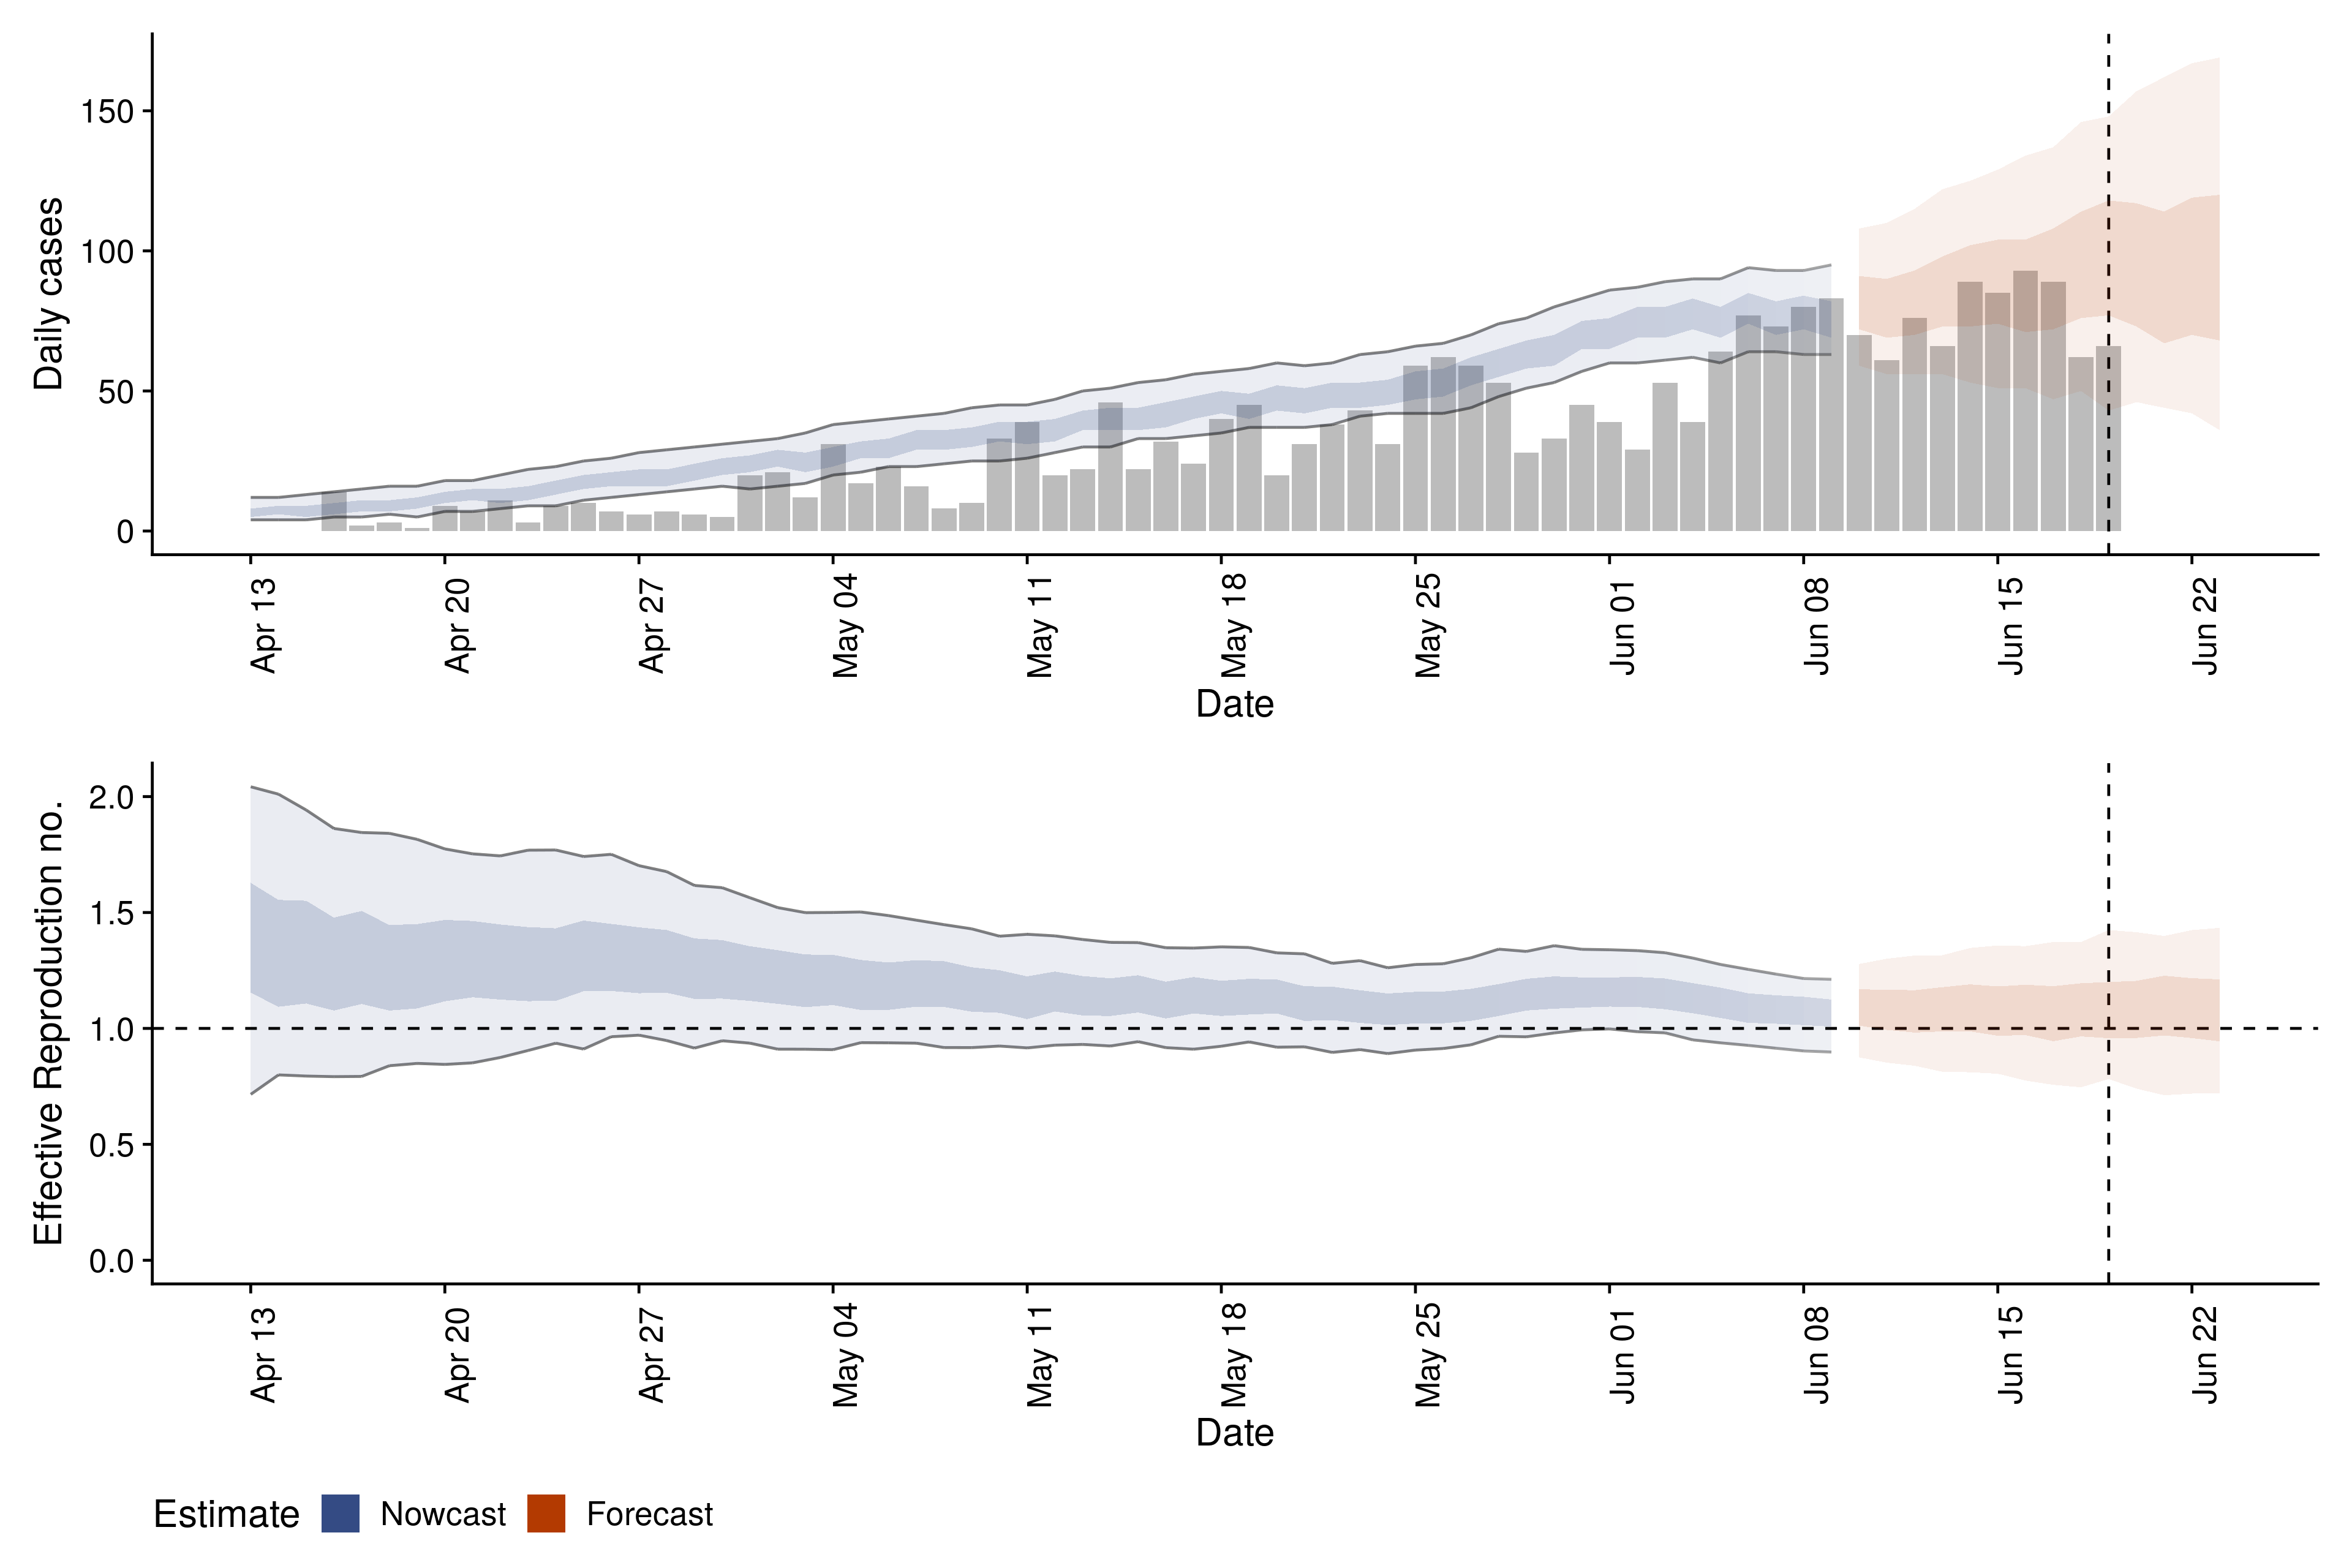 Daily cases
150
100
50
0
Apr 13
Apr 20
Apr 27
May 04
May 11
May 18
May 25
Jun 01
Jun 08
Jun 15
Jun 22
Date
Effective Reproduction no.
2.0
1.5
1.0
0.5
0.0
Apr 13
Apr 20
Apr 27
May 04
May 11
May 18
May 25
Jun 01
Jun 08
Jun 15
Jun 22
Date
Estimate Nowcast Forecast